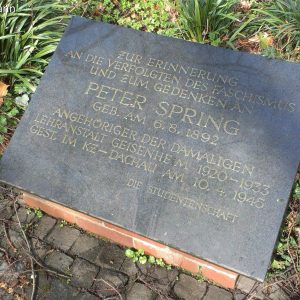 ZUR ERINNERUNG
AN DIE VERFOLGTEN DES FASCHISMUS
UND ZUM GEDENKEN AN
PETER SPRING
GEB. AM 6.8.1892
ANGEHÖRIGER DER DAMALIGEN
LEHRANSTALT GEISENHEIM 1920-1933
GEST. IM KZ-DACHAU AM 10.4.1945
DIE STUDENTENSCHAFT